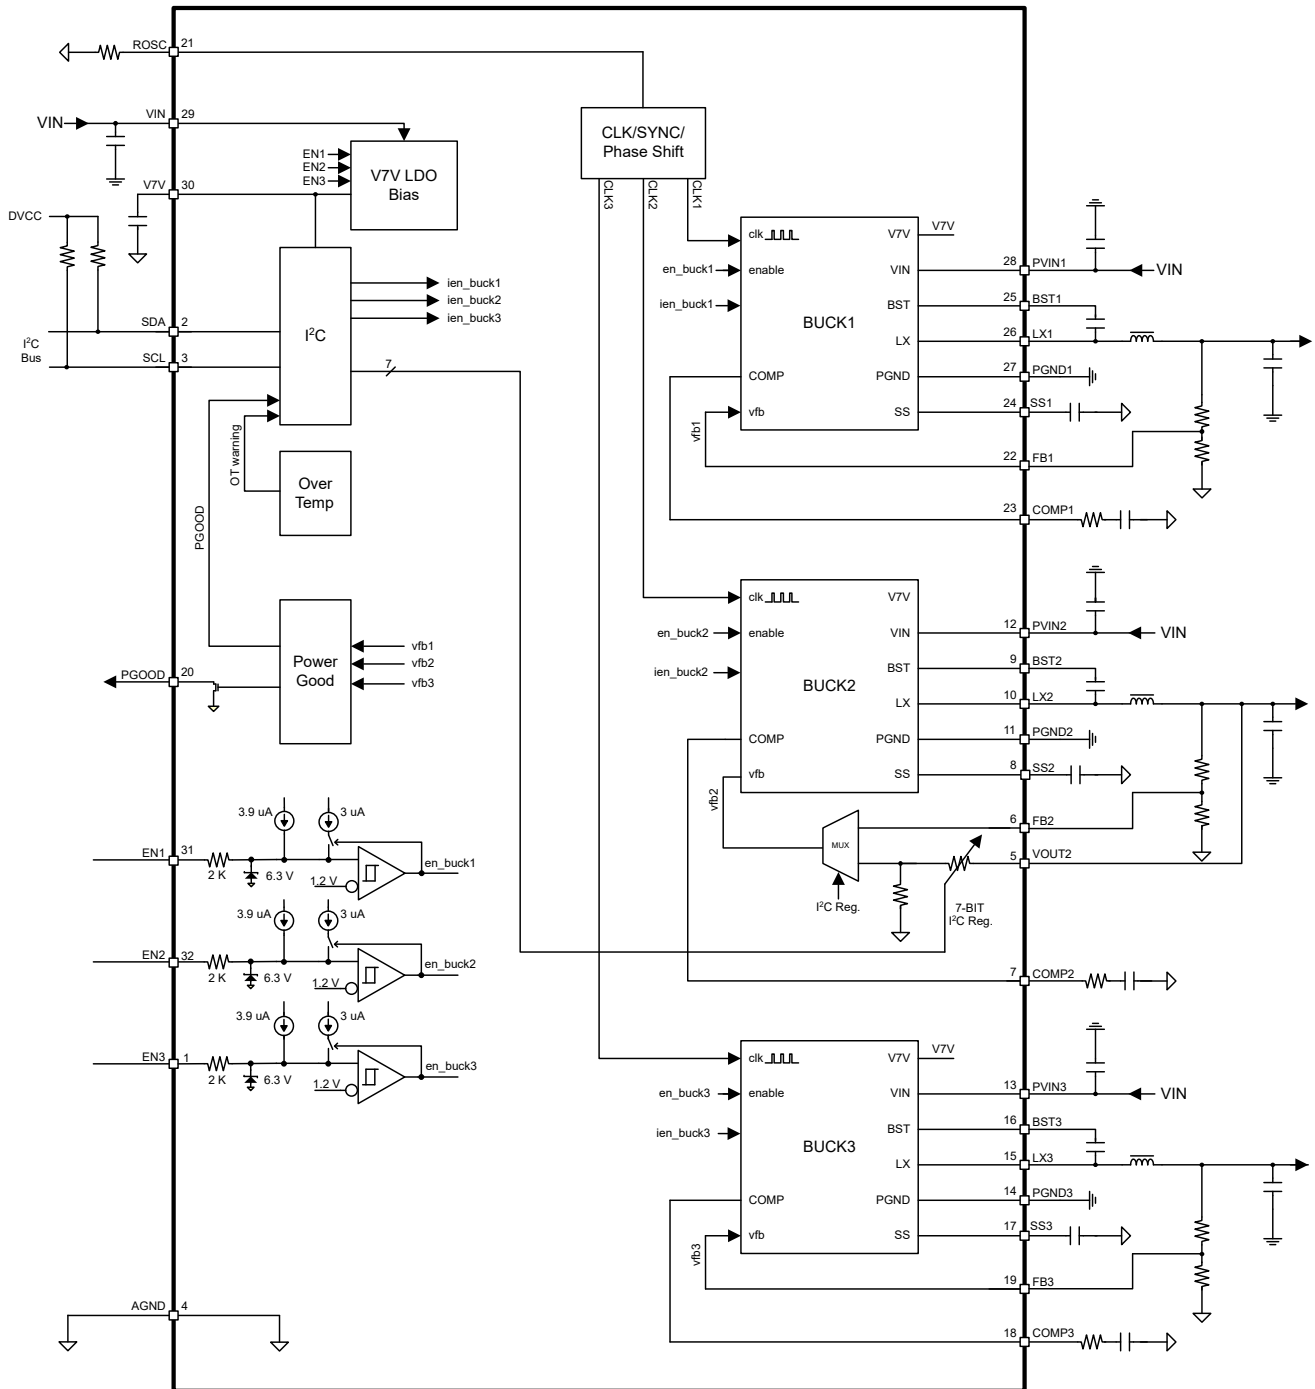 ROSC
21
VIN
VIN
29
V7V
30
DVCC
EN1
EN2
EN3
V7V LDO
Bias
CLK/SYNC/
Phase Shift
CLK3
CLK2
CLK1
SDA
2
I²C
Bus
SCL
3
I²C
ien_buck1
ien_buck2
ien_buck3
7
OT warning
PGOOD
Over
Temp
Power
Good
vfb1
vfb2
vfb3
PGOOD
20
clk
V7V
V7V
en_buck1
enable
VIN
28
PVIN1
VIN
ien_buck1
BST
25
BST1
BUCK1
LX
26
LX1
COMP
PGND
27
PGND1
vfb
SS
24
SS1
vfb1
22
FB1
23
COMP1
clk
V7V
en_buck2
enable
VIN
12
PVIN2
VIN
ien_buck2
BST
9
BST2
BUCK2
LX
10
LX2
COMP
PGND
11
PGND2
vfb
SS
8
SS2
vfb2
6
FB2
MUX
5
VOUT2
I²C Reg.
7-BIT
I²C Reg.
7
COMP2
3.9 uA
3 uA
EN1
31
2 K
6.3 V
1.2 V
en_buck1
3.9 uA
3 uA
EN2
32
2 K
6.3 V
1.2 V
en_buck2
3.9 uA
3 uA
EN3
1
2 K
6.3 V
1.2 V
en_buck3
clk
V7V
V7V
en_buck3
enable
VIN
13
PVIN3
VIN
ien_buck3
BST
16
BST3
BUCK3
LX
15
LX3
COMP
PGND
14
PGND3
vfb
SS
17
SS3
vfb3
19
FB3
18
COMP3
AGND
4